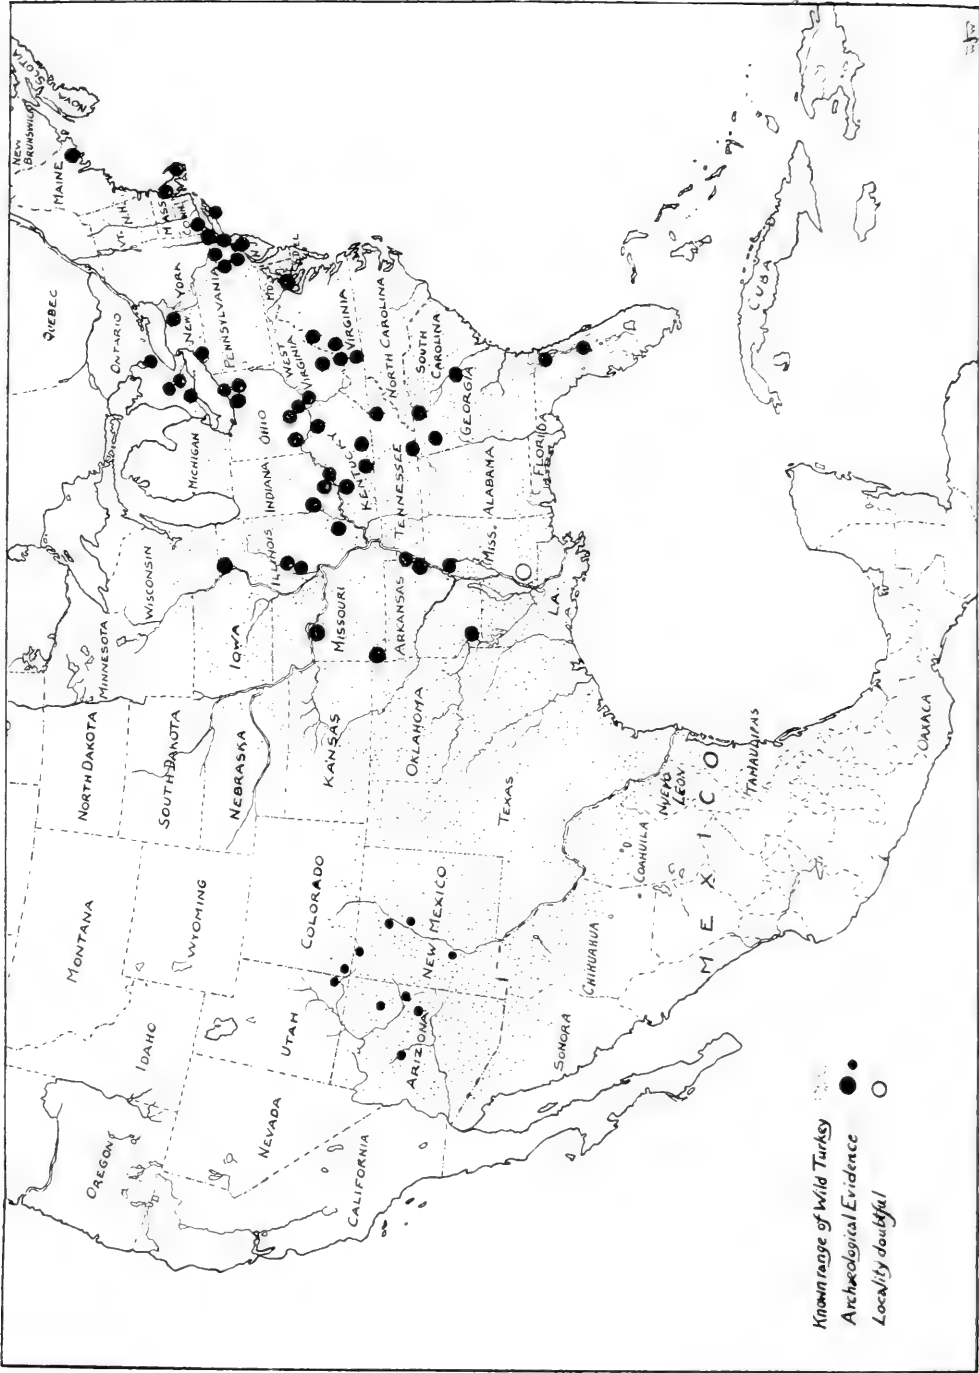 OREGON
IDAHO
MONTANA
NORTH DAKOTA
MINNESOTA
WISCONSIN
MICHIGAN
ONTARIO
QUEBEC
MAINE
NEW
BRUNSWICK
NOVA
SCOTIA
VT.
N.H.
MASS
CONN
NEW YORK
WYOMING
SOUTH DAKOTA
NEBRASKA
IOWA
ILLINOIS
INDIANA
OHIO
PENNSYLVANIA
N.J.
MD.
DEL
NEVADA
UTAH
COLORADO
KANSAS
MISSOURI
KENTUCKY
WEST
VIRGINIA
VIRGINIA
CALIFORNIA
ARIZONA
NEW MEXICO
OKLAHOMA
ARKANSAS
TENNESSEE
NORTH CAROLINA
SOUTH
CAROLINA
TEXAS
LA.
MISS.
ALABAMA
GEORGIA
FLORIDA
SONORA
CHIHUAHUA
COAHUILA
NUEVO
LEON
TAMAULIPAS
MEXICO
OAXACA
CUBA
Known range of Wild Turkey
Archæological Evidence
Locality doubtful